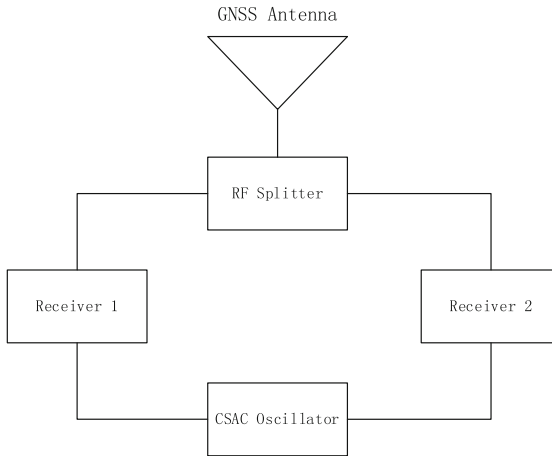 GNSS Antenna
RF Splitter
Receiver 1
Receiver 2
CSAC Oscillator